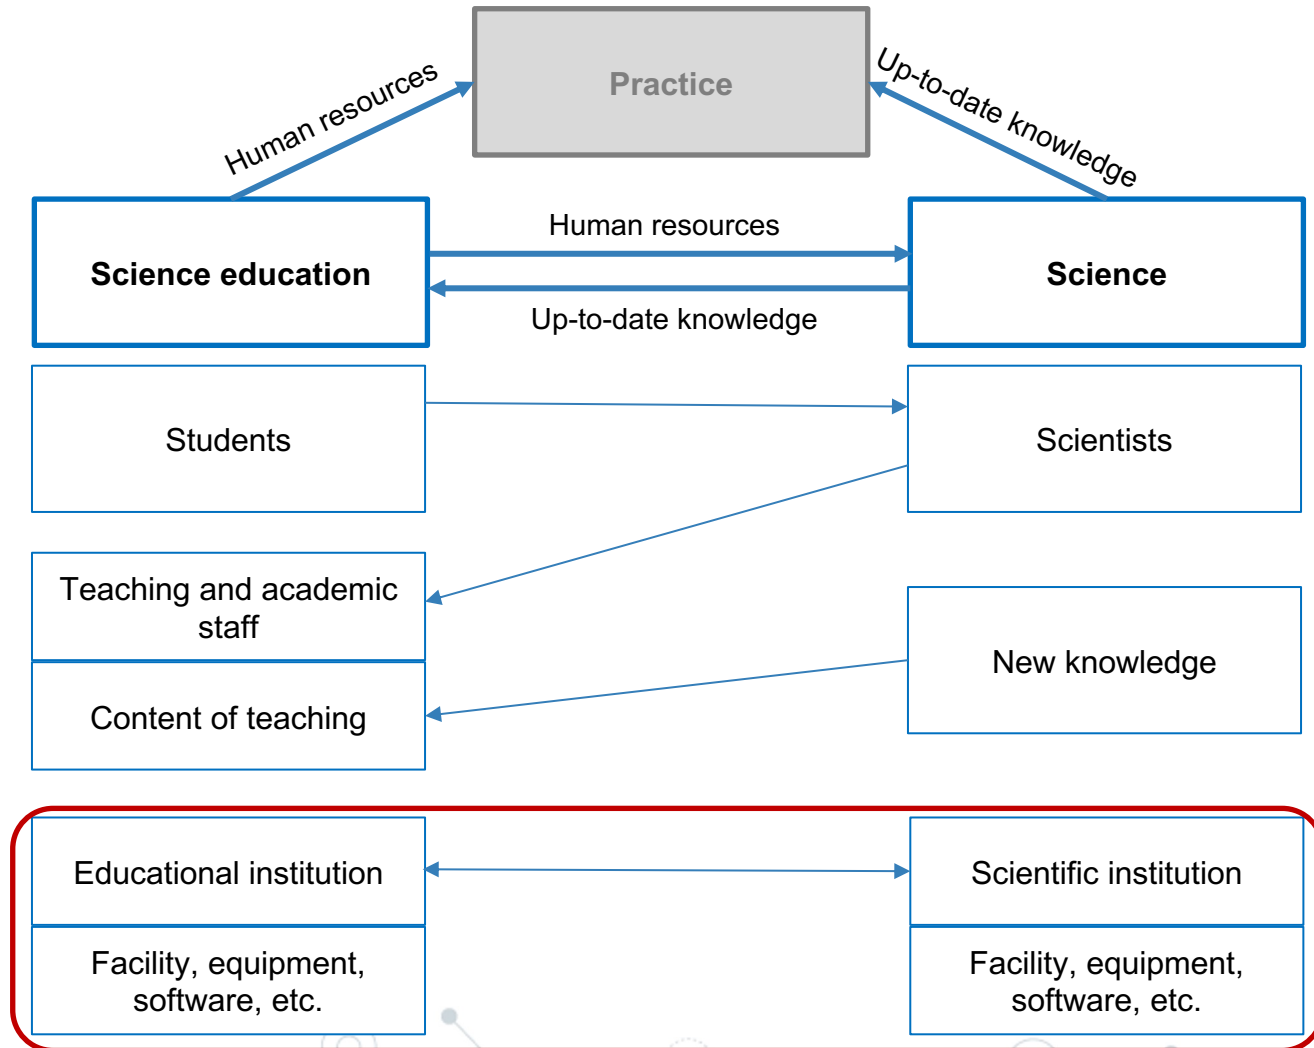 Practice
Human resources
Up-to-date knowledge
Science education
Human resources
Up-to-date knowledge
Science
Students
Scientists
Teaching and academic
staff
Content of teaching
New knowledge
Educational institution
Scientific institution
Facility, equipment,
software, etc.
Facility, equipment,
software, etc.